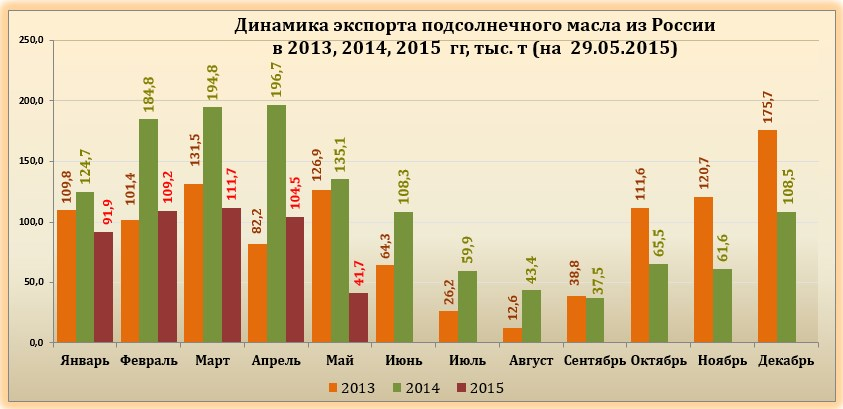 Динамика экспорта подсолнечного масла из России
в 2013, 2014, 2015 гг, тыс. т (на 29.05.2015)
250,0
200,0
150,0
100,0
50,0
0,0
109,8 124,7 91,9
101,4 184,8 109,2
131,5 194,8 111,7
82,2 196,7 104,5
126,9 135,1 41,7
64,3 108,3
26,2 59,9
12,6 43,4
38,8 37,5
111,6 65,5
120,7 61,6
175,7 108,5
Январь Февраль Март Апрель Май Июнь Июль Август Сентябрь Октябрь Ноябрь Декабрь
2013 2014 2015